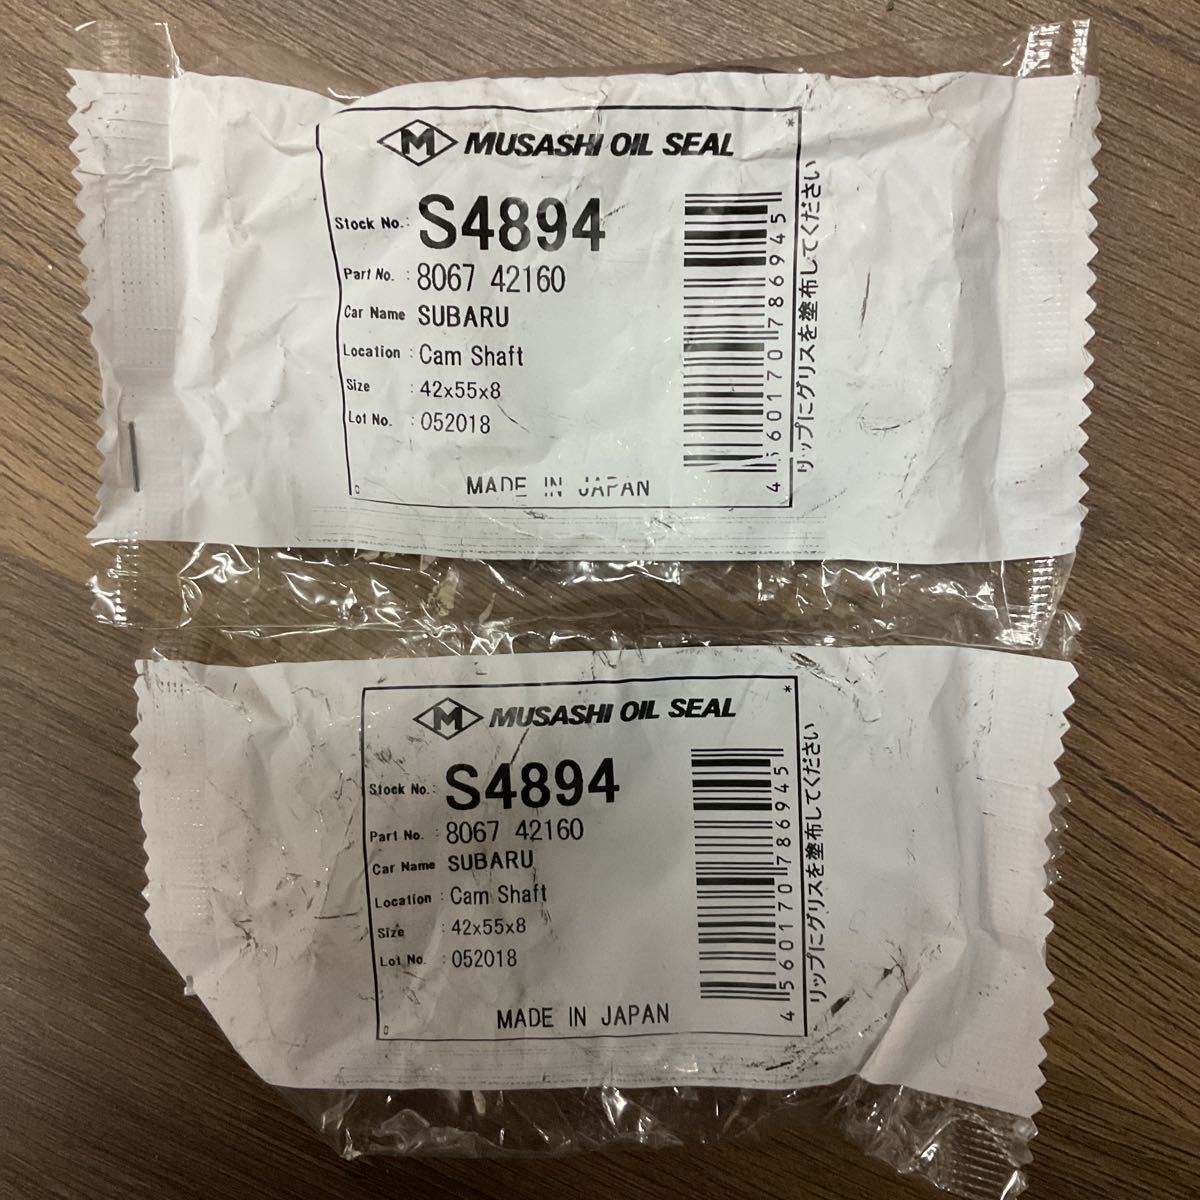 M MUSASHI OIL SEAL
*
Stock No.: S4894
Part No. : 8067 42160
Car Name SUBARU
Location : Cam Shaft
Size : 42x55x8
Lot No. : 052018
MADE IN JAPAN
4560170786945
リップにグリスを塗布してください
M MUSASHI OIL SEAL
*
Stock No.: S4894
Part No. : 8067 42160
Car Name SUBARU
Location : Cam Shaft
Size : 42x55x8
Lot No. : 052018
MADE IN JAPAN
4560170786945
リップにグリスを塗布してください